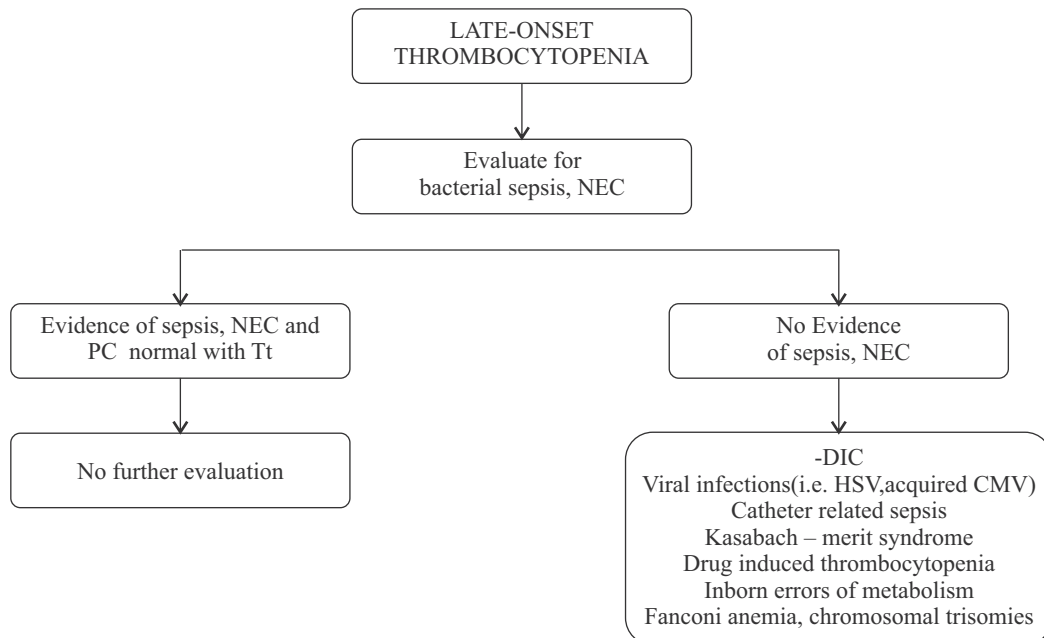 LATE-ONSET
THROMBOCYTOPENIA
Evaluate for
bacterial sepsis, NEC
Evidence of sepsis, NEC and
PC normal with Tt
No Evidence
of sepsis, NEC
No further evaluation
-DIC
Viral infections(i.e. HSV,acquired CMV)
Catheter related sepsis
Kasabach – merit syndrome
Drug induced thrombocytopenia
Inborn errors of metabolism
Fanconi anemia, chromosomal trisomies